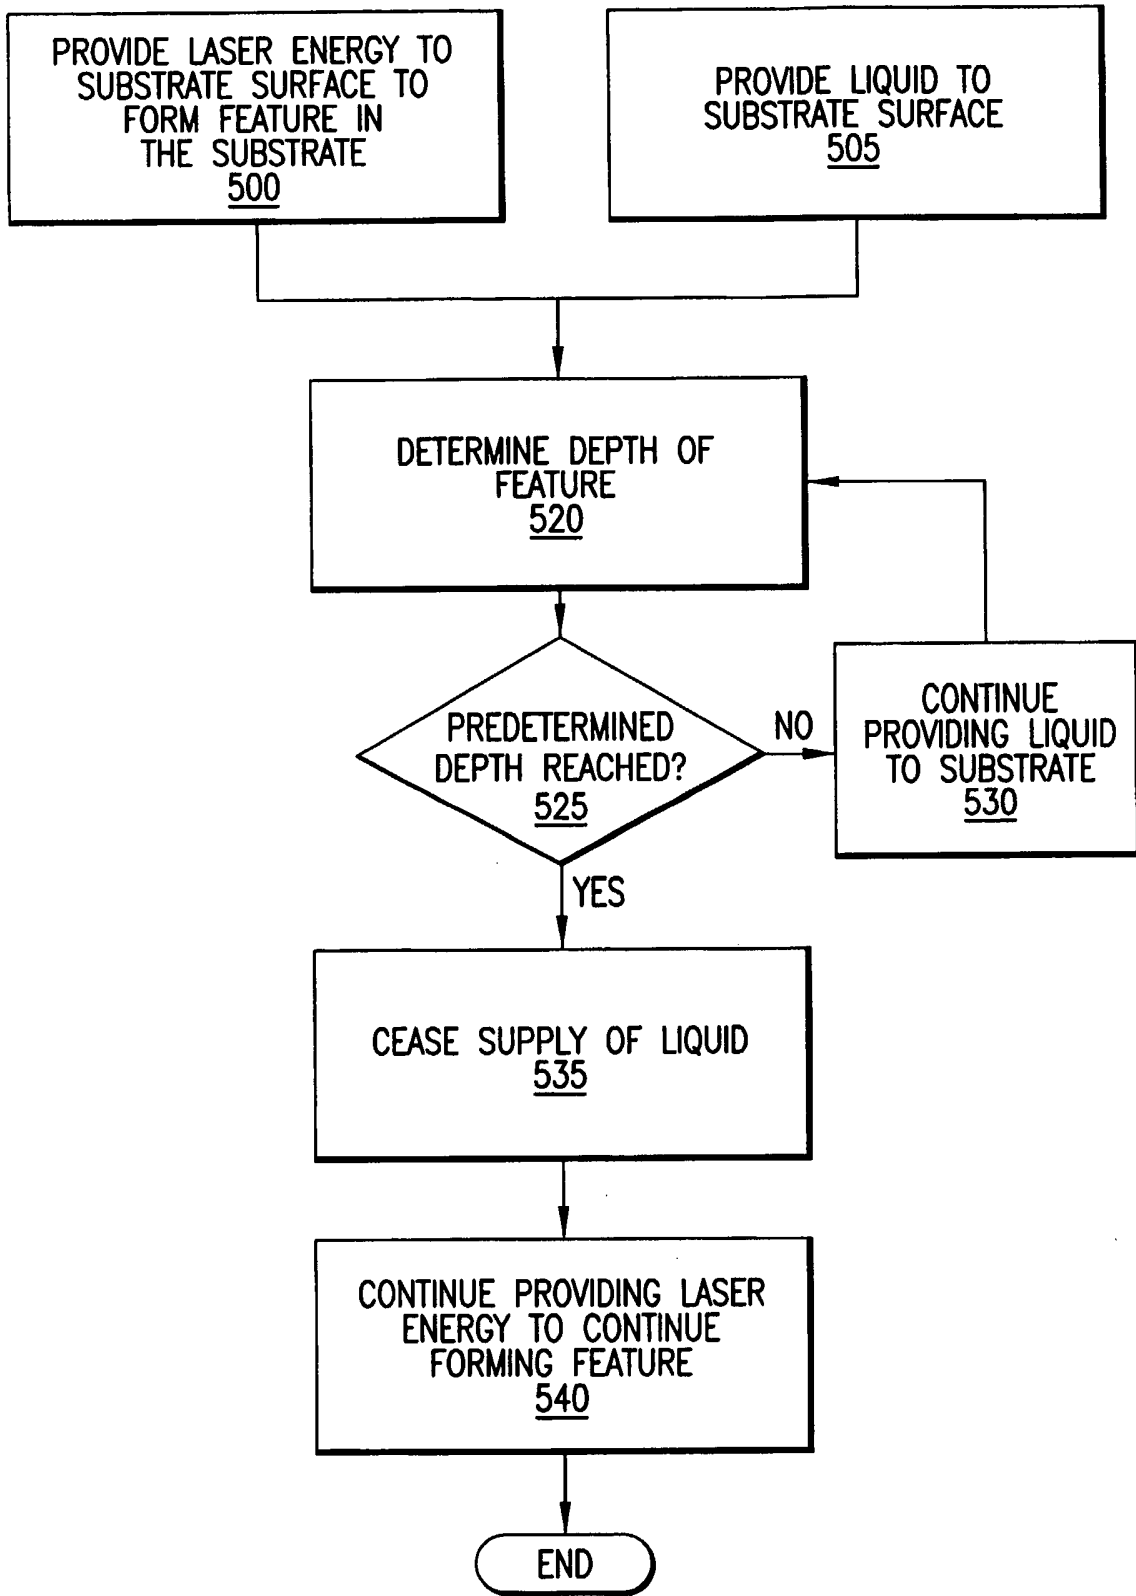 PROVIDE LASER ENERGY TO
SUBSTRATE SURFACE TO
FORM FEATURE IN
THE SUBSTRATE
500
PROVIDE LIQUID TO
SUBSTRATE SURFACE
505
DETERMINE DEPTH OF
FEATURE
520
PREDETERMINED
DEPTH REACHED?
525
NO
CONTINUE
PROVIDING LIQUID
TO SUBSTRATE
530
YES
CEASE SUPPLY OF LIQUID
535
CONTINUE PROVIDING LASER
ENERGY TO CONTINUE
FORMING FEATURE
540
END